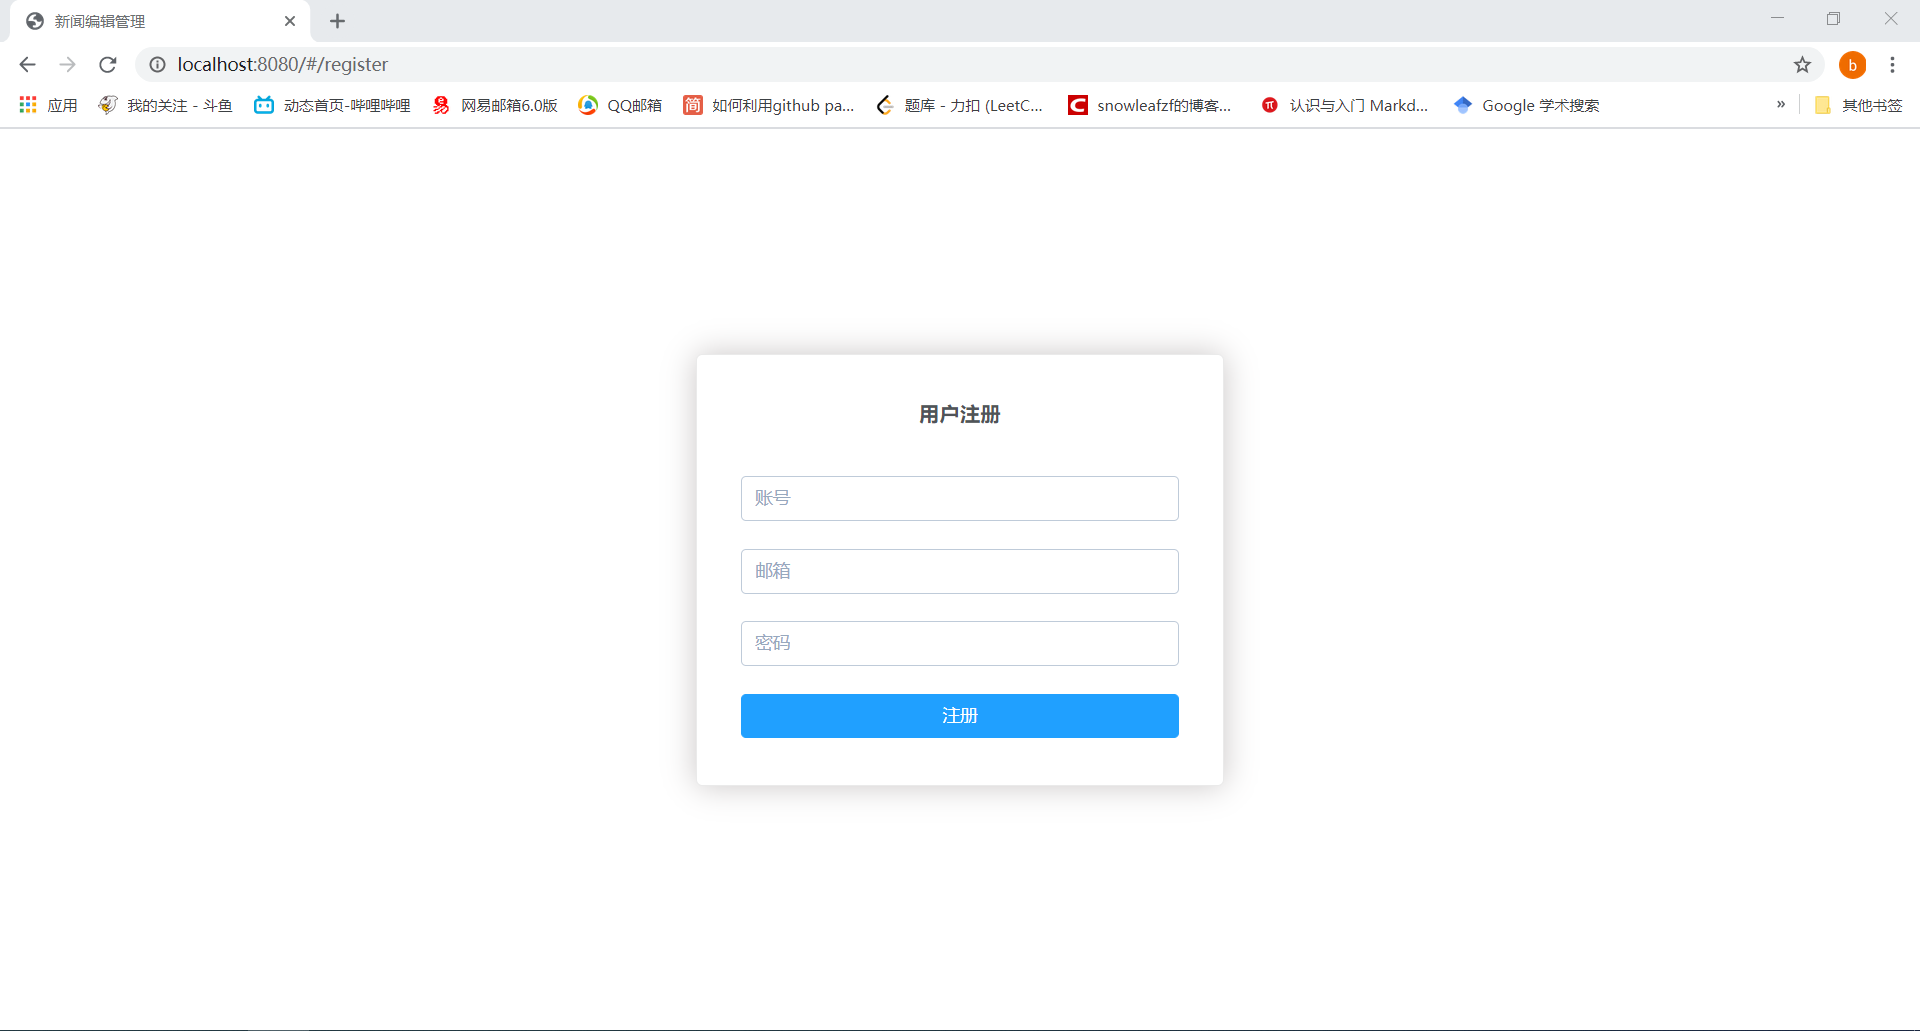 新闻编辑管理
localhost:8080/#/register
b
应用 我的关注 - 斗鱼 动态首页-哔哩哔哩 网易邮箱6.0版 QQ邮箱 简 如何利用github pa... 题库 - 力扣 (LeetC... snowleafzf的博客... 认识与入门 Markd... Google 学术搜索 » 其他书签
用户注册
账号
邮箱
密码
注册